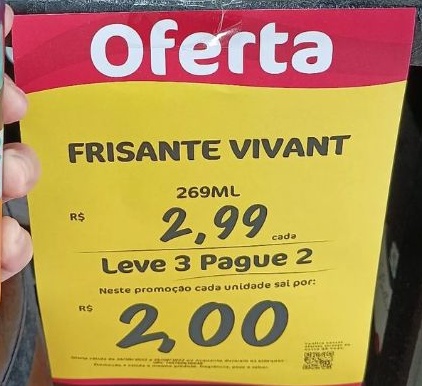 Oferta
FRISANTE VIVANT
269ML
R$ 2,99 cada
Leve 3 Pague 2
Neste promoção cada unidade sai por:
R$ 2,00